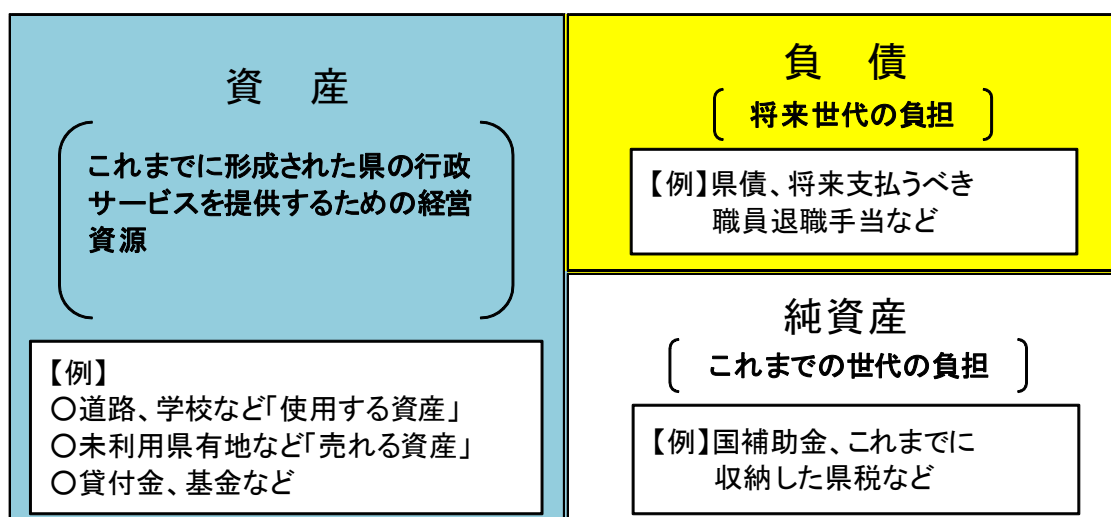 資　産
これまでに形成された県の行政
サービスを提供するための経営
資源
【例】
○道路、学校など「使用する資産」
○未利用県有地など「売れる資産」
○貸付金、基金など
負　債
将来世代の負担
【例】県債、将来支払うべき
職員退職手当など
純資産
これまでの世代の負担
【例】国補助金、これまでに
収納した県税など